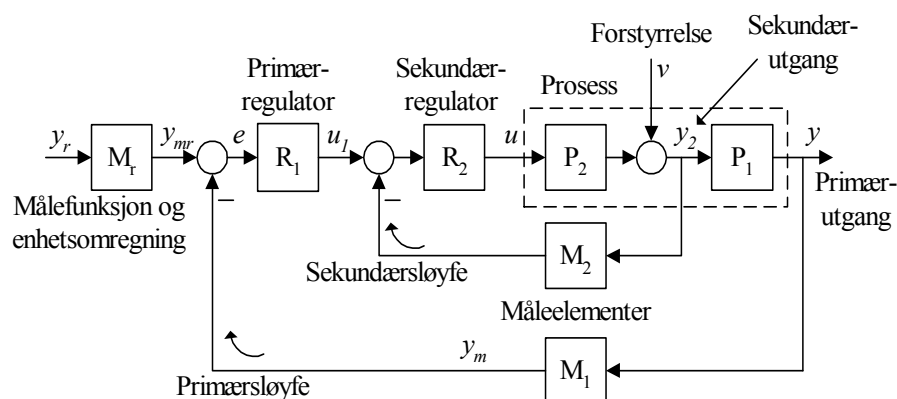 Forstyrrelse
Sekundær-
utgang
Primær-
regulator
Sekundær-
regulator
Prosess
v
y_r
M_r
y_mr
e
R_1
u_1
R_2
u
P_2
y_2
P_1
y
–
–
Primær-
utgang
Målefunksjon og
enhetsomregning
Sekundærsløyfe
M_2
Måleelementer
y_m
M_1
Primærsløyfe